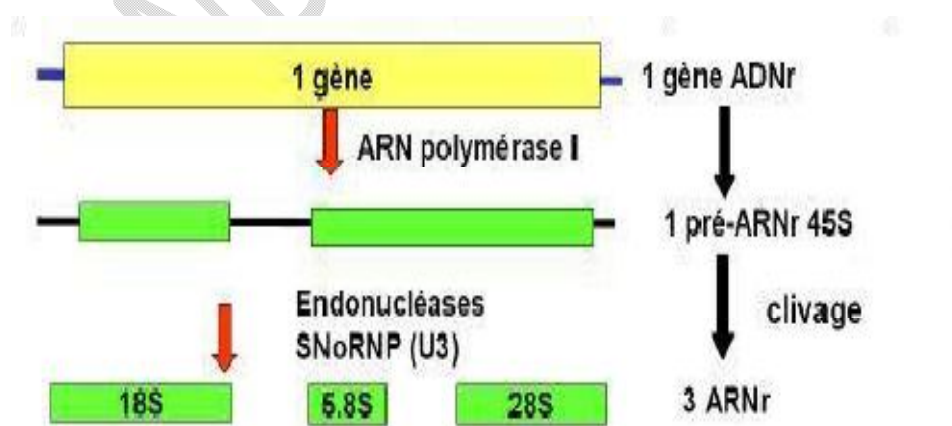 1 gène
1 gène ADNr
ARN polymérase I
1 pré-ARNr 45S
Endonucléases
SNoRNP (U3)
clivage
18S
5.8S
28S
3 ARNr